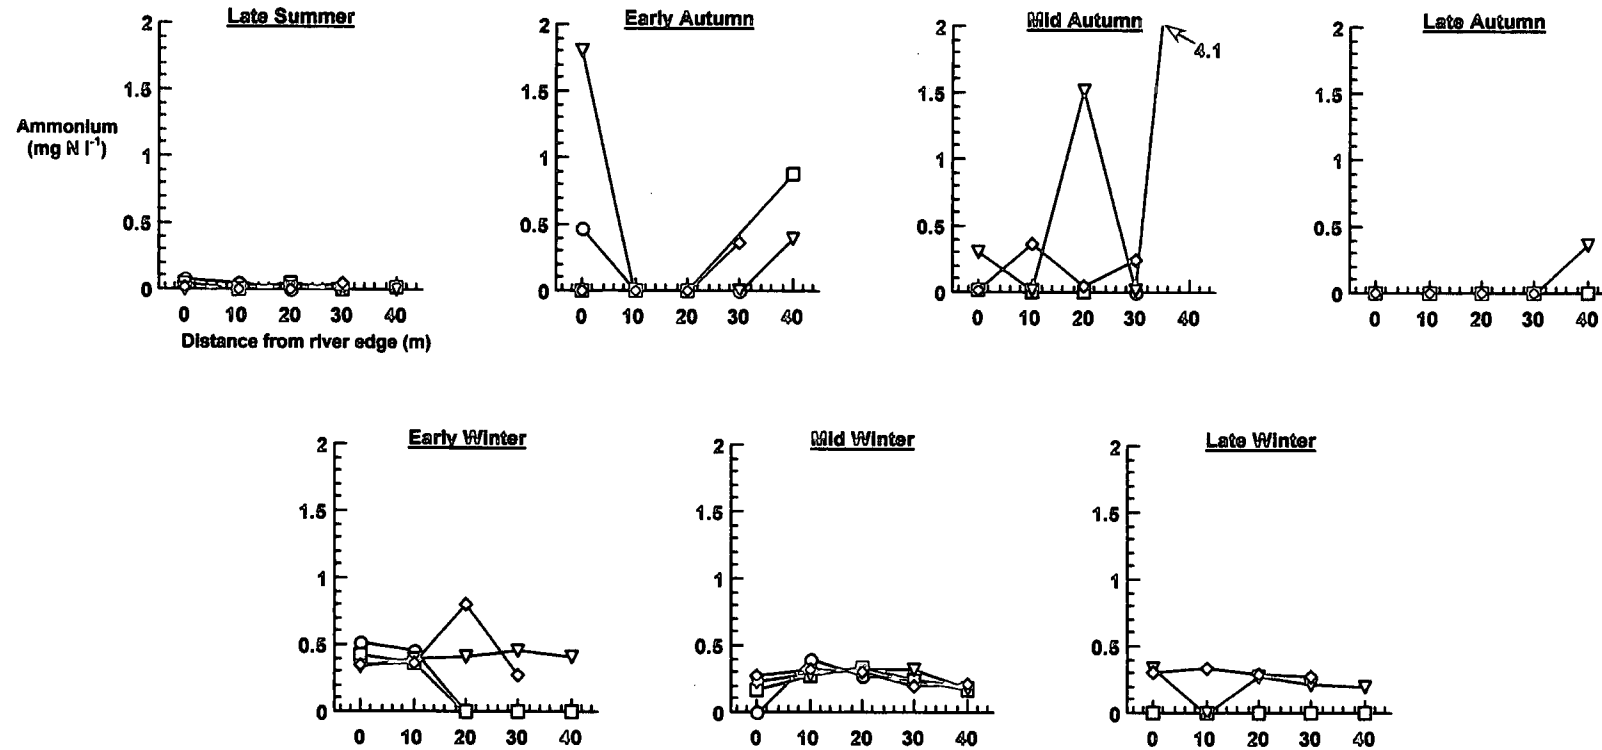 Late Summer
2
1.5
Ammonium
(mg N l⁻¹)
1
0.5
0
0 10 20 30 40
Distance from river edge (m)
Early Autumn
2
1.5
1
0.5
0
0 10 20 30 40
Mid Autumn
2
4.1
1.5
1
0.5
0
0 10 20 30 40
Late Autumn
2
1.5
1
0.5
0
0 10 20 30 40
Early Winter
2
1.5
1
0.5
0
0 10 20 30 40
Mid Winter
2
1.5
1
0.5
0
0 10 20 30 40
Late Winter
2
1.5
1
0.5
0
0 10 20 30 40